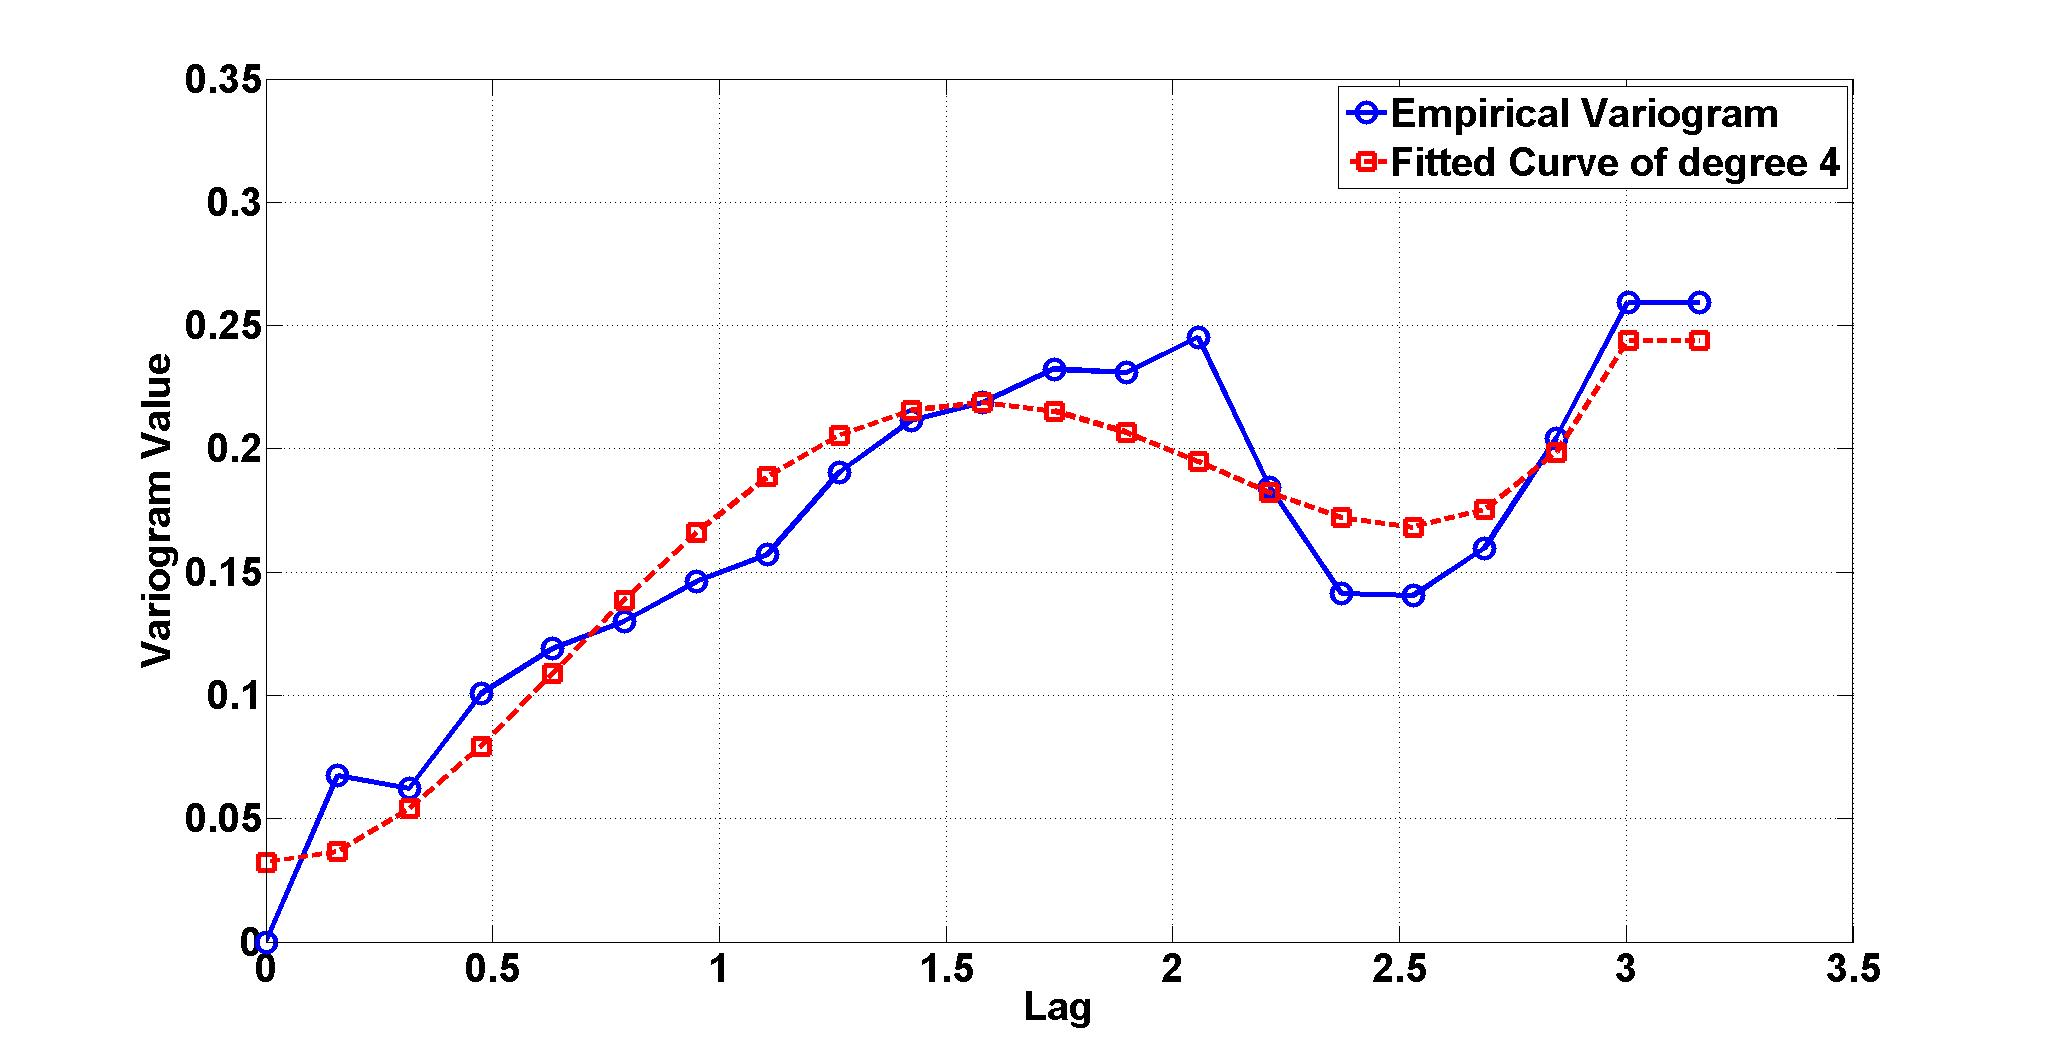 Empirical Variogram
Fitted Curve of degree 4
0.35
0.3
0.25
0.2
0.15
0.1
0.05
0
Variogram Value
0 0.5 1 1.5 2 2.5 3 3.5
Lag